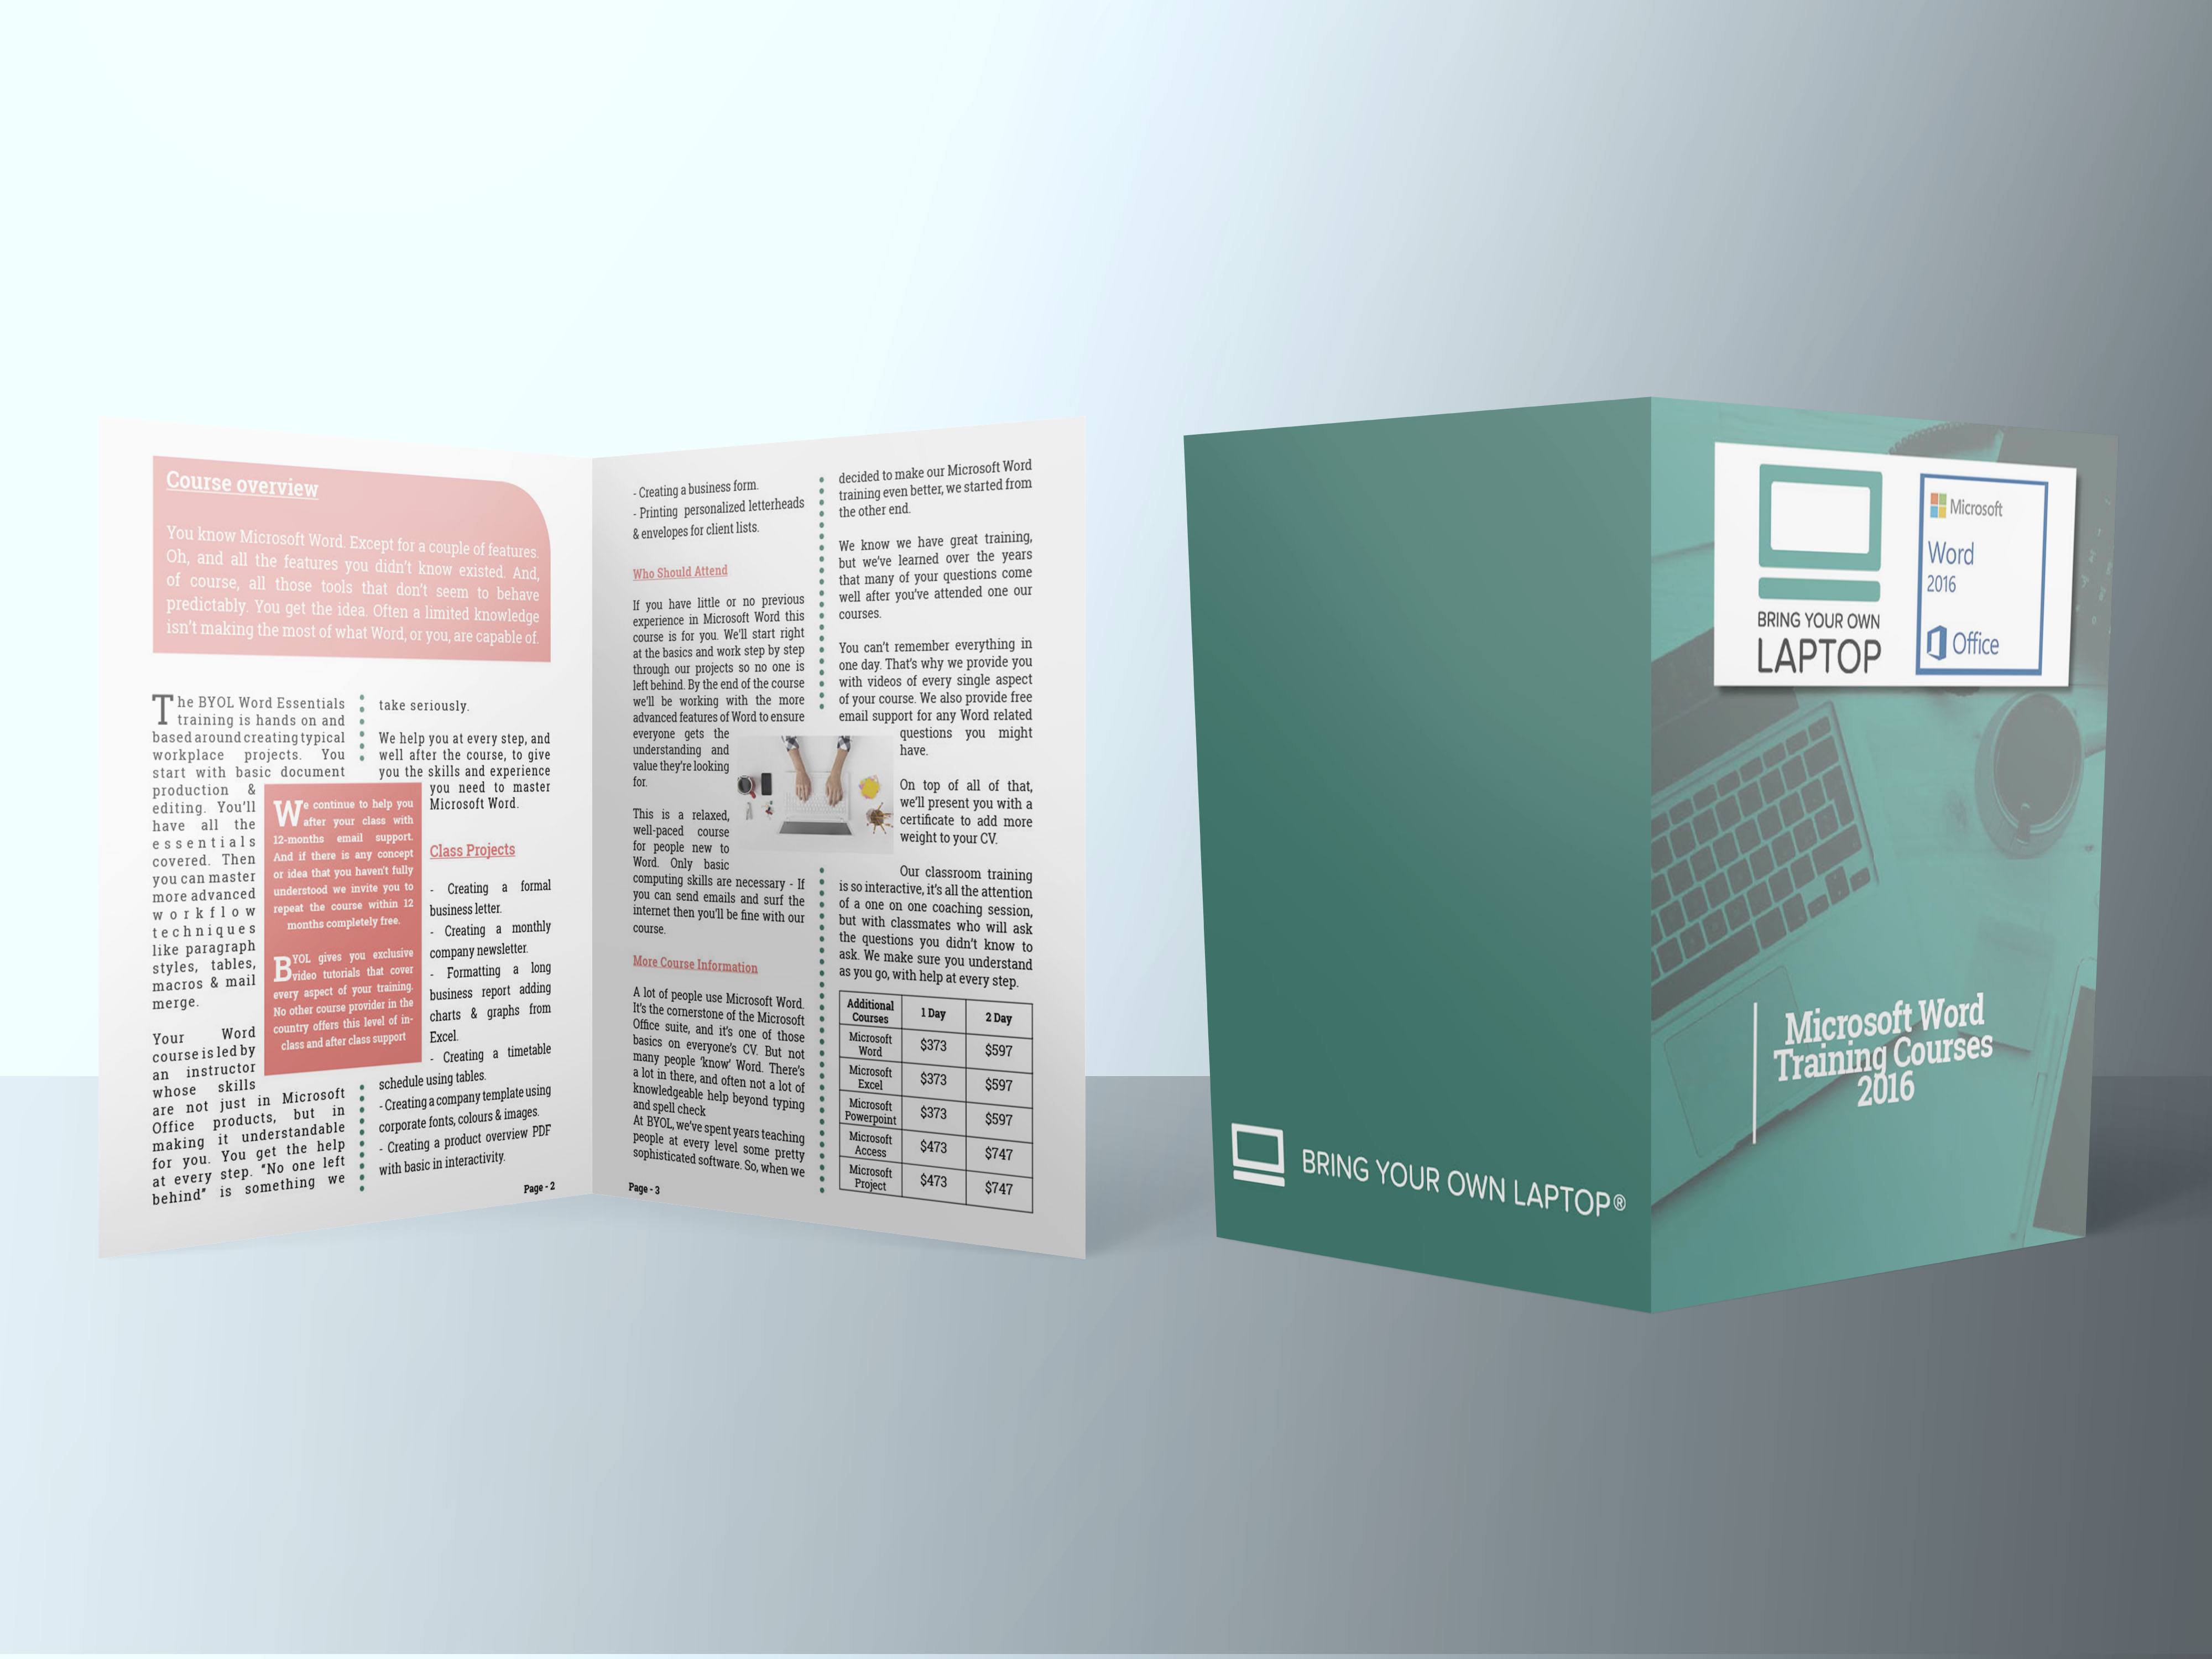 Course overview
You know Microsoft Word. Except for a couple of features.
Oh, and all the features you didn't know existed. And,
of course, all those tools that don't seem to behave
predictably. You get the idea. Often a limited knowledge
isn't making the most of what Word, or you, are capable of.
The BYOL Word Essentials
training is hands on and
based around creating typical
workplace projects. You
start with basic document
production &
editing. You'll
have all the
essentials
covered. Then
you can master
more advanced
workflow
techniques
like paragraph
styles, tables,
macros & mail
merge.
Your Word
course is led by
an instructor
whose skills
are not just in Microsoft
Office products, but in
making it understandable
for you. You get the help
at every step. "No one left
behind" is something we
We continue to help you
after your class with
12-months email support.
And if there is any concept
or idea that you haven't fully
understood we invite you to
repeat the course within 12
months completely free.
BYOL gives you exclusive
video tutorials that cover
every aspect of your training.
No other course provider in the
country offers this level of in-
class and after class support
take seriously.
We help you at every step, and
well after the course, to give
you the skills and experience
you need to master
Microsoft Word.
Class Projects
- Creating a formal
business letter.
- Creating a monthly
company newsletter.
- Formatting a long
business report adding
charts & graphs from
Excel.
- Creating a timetable
schedule using tables.
- Creating a company template using
corporate fonts, colours & images.
- Creating a product overview PDF
with basic in interactivity.
Page - 2
- Creating a business form.
- Printing personalized letterheads
& envelopes for client lists.
Who Should Attend
If you have little or no previous
experience in Microsoft Word this
course is for you. We'll start right
at the basics and work step by step
through our projects so no one is
left behind. By the end of the course
we'll be working with the more
advanced features of Word to ensure
everyone gets the
understanding and
value they're looking
for.
This is a relaxed,
well-paced course
for people new to
Word. Only basic
computing skills are necessary - If
you can send emails and surf the
internet then you'll be fine with our
course.
More Course Information
A lot of people use Microsoft Word.
It's the cornerstone of the Microsoft
Office suite, and it's one of those
basics on everyone's CV. But not
many people 'know' Word. There's
a lot in there, and often not a lot of
knowledgeable help beyond typing
and spell check
At BYOL, we've spent years teaching
people at every level some pretty
sophisticated software. So, when we
Page - 3
decided to make our Microsoft Word
training even better, we started from
the other end.
We know we have great training,
but we've learned over the years
that many of your questions come
well after you've attended one our
courses.
You can't remember everything in
one day. That's why we provide you
with videos of every single aspect
of your course. We also provide free
email support for any Word related
questions you might
have.
On top of all of that,
we'll present you with a
certificate to add more
weight to your CV.
Our classroom training
is so interactive, it's all the attention
of a one on one coaching session,
but with classmates who will ask
the questions you didn't know to
ask. We make sure you understand
as you go, with help at every step.
Additional Courses 1 Day 2 Day
Microsoft Word $373 $597
Microsoft Excel $373 $597
Microsoft Powerpoint $373 $597
Microsoft Access $473 $747
Microsoft Project $473 $747
BRING YOUR OWN LAPTOP®
BRING YOUR OWN
LAPTOP
Microsoft
Word
2016
Office
Microsoft Word
Training Courses
2016